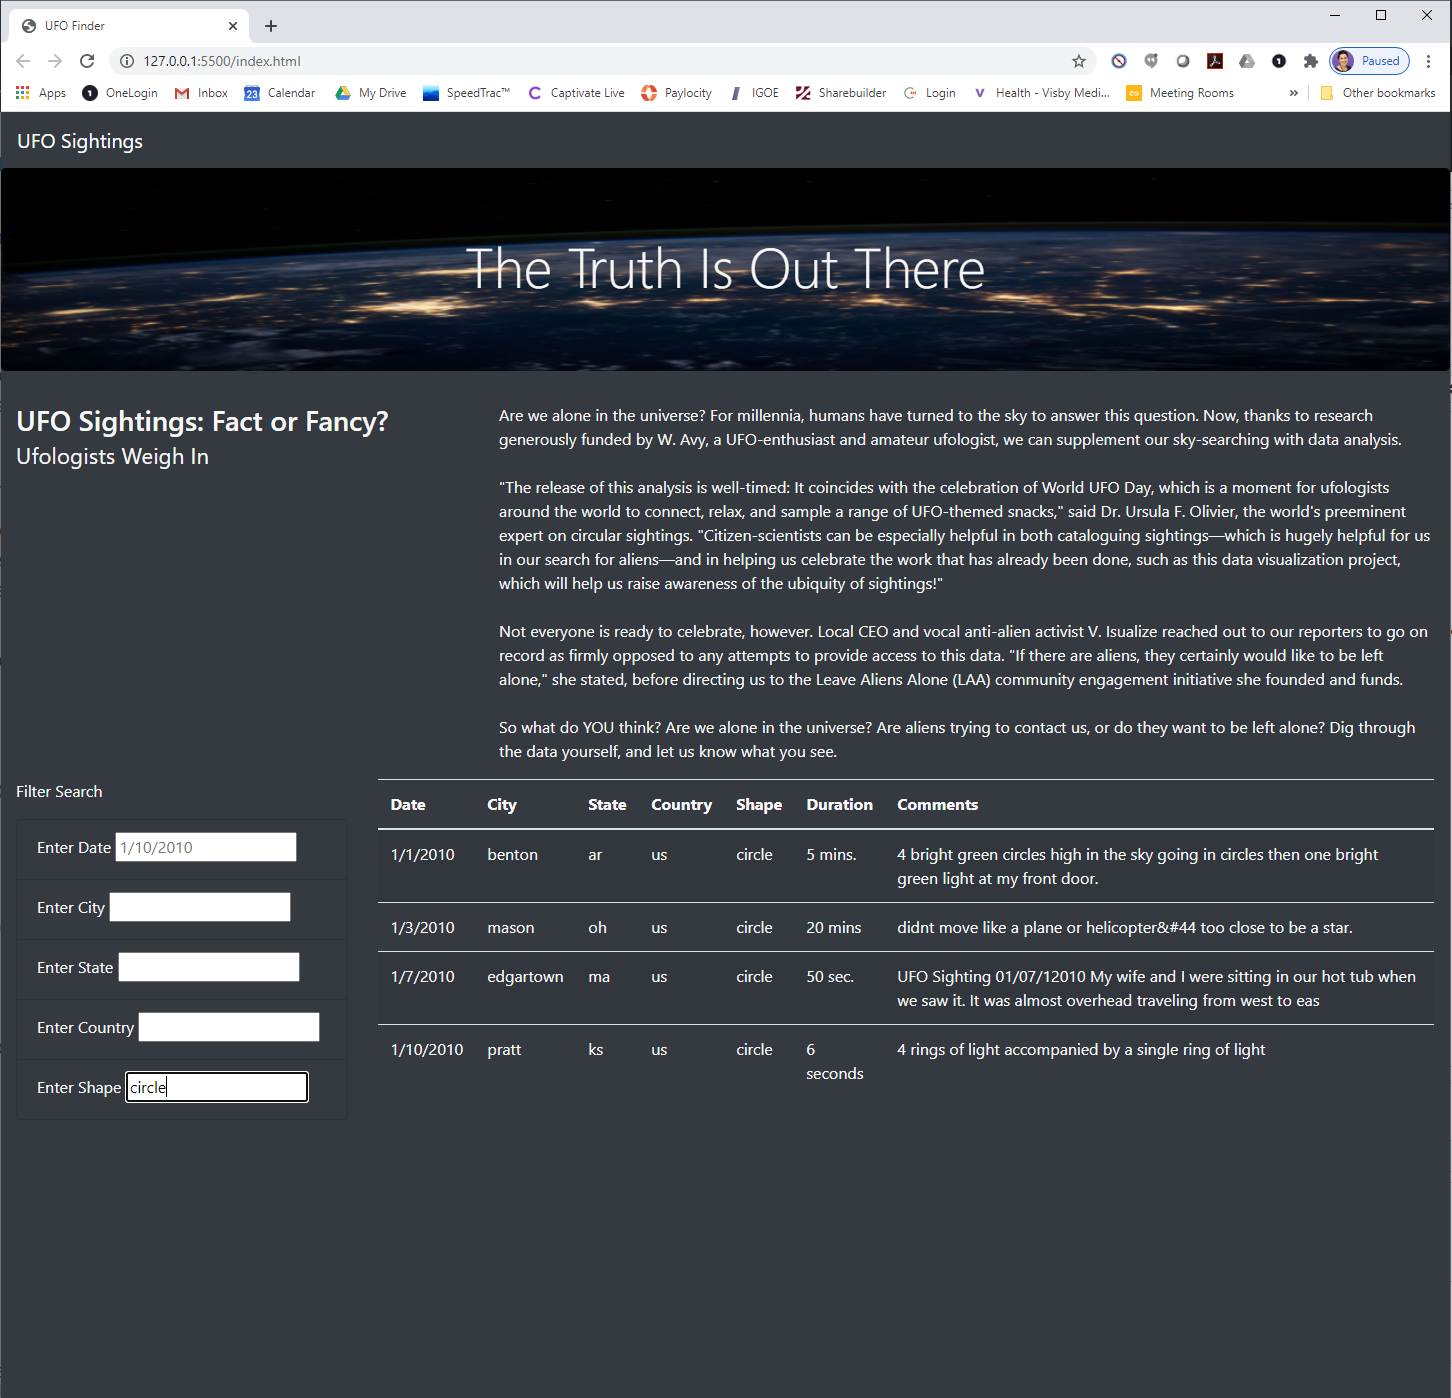 UFO Finder
127.0.0.1:5500/index.html
Paused
Apps
OneLogin
Inbox
23
Calendar
My Drive
SpeedTrac™
Captivate Live
Paylocity
IGOE
Sharebuilder
Login
Health - Visby Medi...
Meeting Rooms
»
Other bookmarks
UFO Sightings
The Truth Is Out There
UFO Sightings: Fact or Fancy?
Ufologists Weigh In
Are we alone in the universe? For millennia, humans have turned to the sky to answer this question. Now, thanks to research
generously funded by W. Avy, a UFO-enthusiast and amateur ufologist, we can supplement our sky-searching with data analysis.
"The release of this analysis is well-timed: It coincides with the celebration of World UFO Day, which is a moment for ufologists
around the world to connect, relax, and sample a range of UFO-themed snacks," said Dr. Ursula F. Olivier, the world's preeminent
expert on circular sightings. "Citizen-scientists can be especially helpful in both cataloguing sightings—which is hugely helpful for us
in our search for aliens—and in helping us celebrate the work that has already been done, such as this data visualization project,
which will help us raise awareness of the ubiquity of sightings!"
Not everyone is ready to celebrate, however. Local CEO and vocal anti-alien activist V. Isualize reached out to our reporters to go on
record as firmly opposed to any attempts to provide access to this data. "If there are aliens, they certainly would like to be left
alone," she stated, before directing us to the Leave Aliens Alone (LAA) community engagement initiative she founded and funds.
So what do YOU think? Are we alone in the universe? Are aliens trying to contact us, or do they want to be left alone? Dig through
the data yourself, and let us know what you see.
Filter Search
Enter Date 1/10/2010
Enter City
Enter State
Enter Country
Enter Shape circle
Date City State Country Shape Duration Comments
1/1/2010 benton ar us circle 5 mins. 4 bright green circles high in the sky going in circles then one bright
green light at my front door.
1/3/2010 mason oh us circle 20 mins didnt move like a plane or helicopter&#44 too close to be a star.
1/7/2010 edgartown ma us circle 50 sec. UFO Sighting 01/07/12010 My wife and I were sitting in our hot tub when
we saw it. It was almost overhead traveling from west to eas
1/10/2010 pratt ks us circle 6 4 rings of light accompanied by a single ring of light
seconds